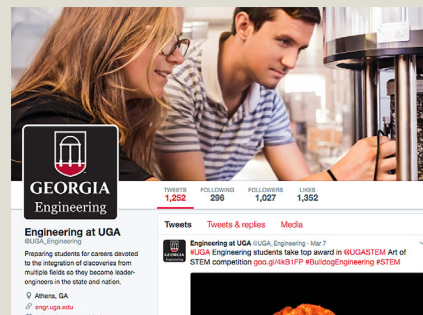 GEORGIA
Engineering
TWEETS FOLLOWING FOLLOWERS LIKES
1,252 296 1,027 1,352
Engineering at UGA
@UGA_Engineering
Preparing students for careers devoted
to the integration of discoveries from
multiple fields so they become leader-
engineers in the state and nation.
Athens, GA
engr.uga.edu
Tweets Tweets & replies Media
Engineering at UGA @UGA_Engineering · Mar 7
#UGA Engineering students take top award in @UGASTEM Art of
STEM competition goo.gl/4kB1FP #BulldogEngineering #STEM